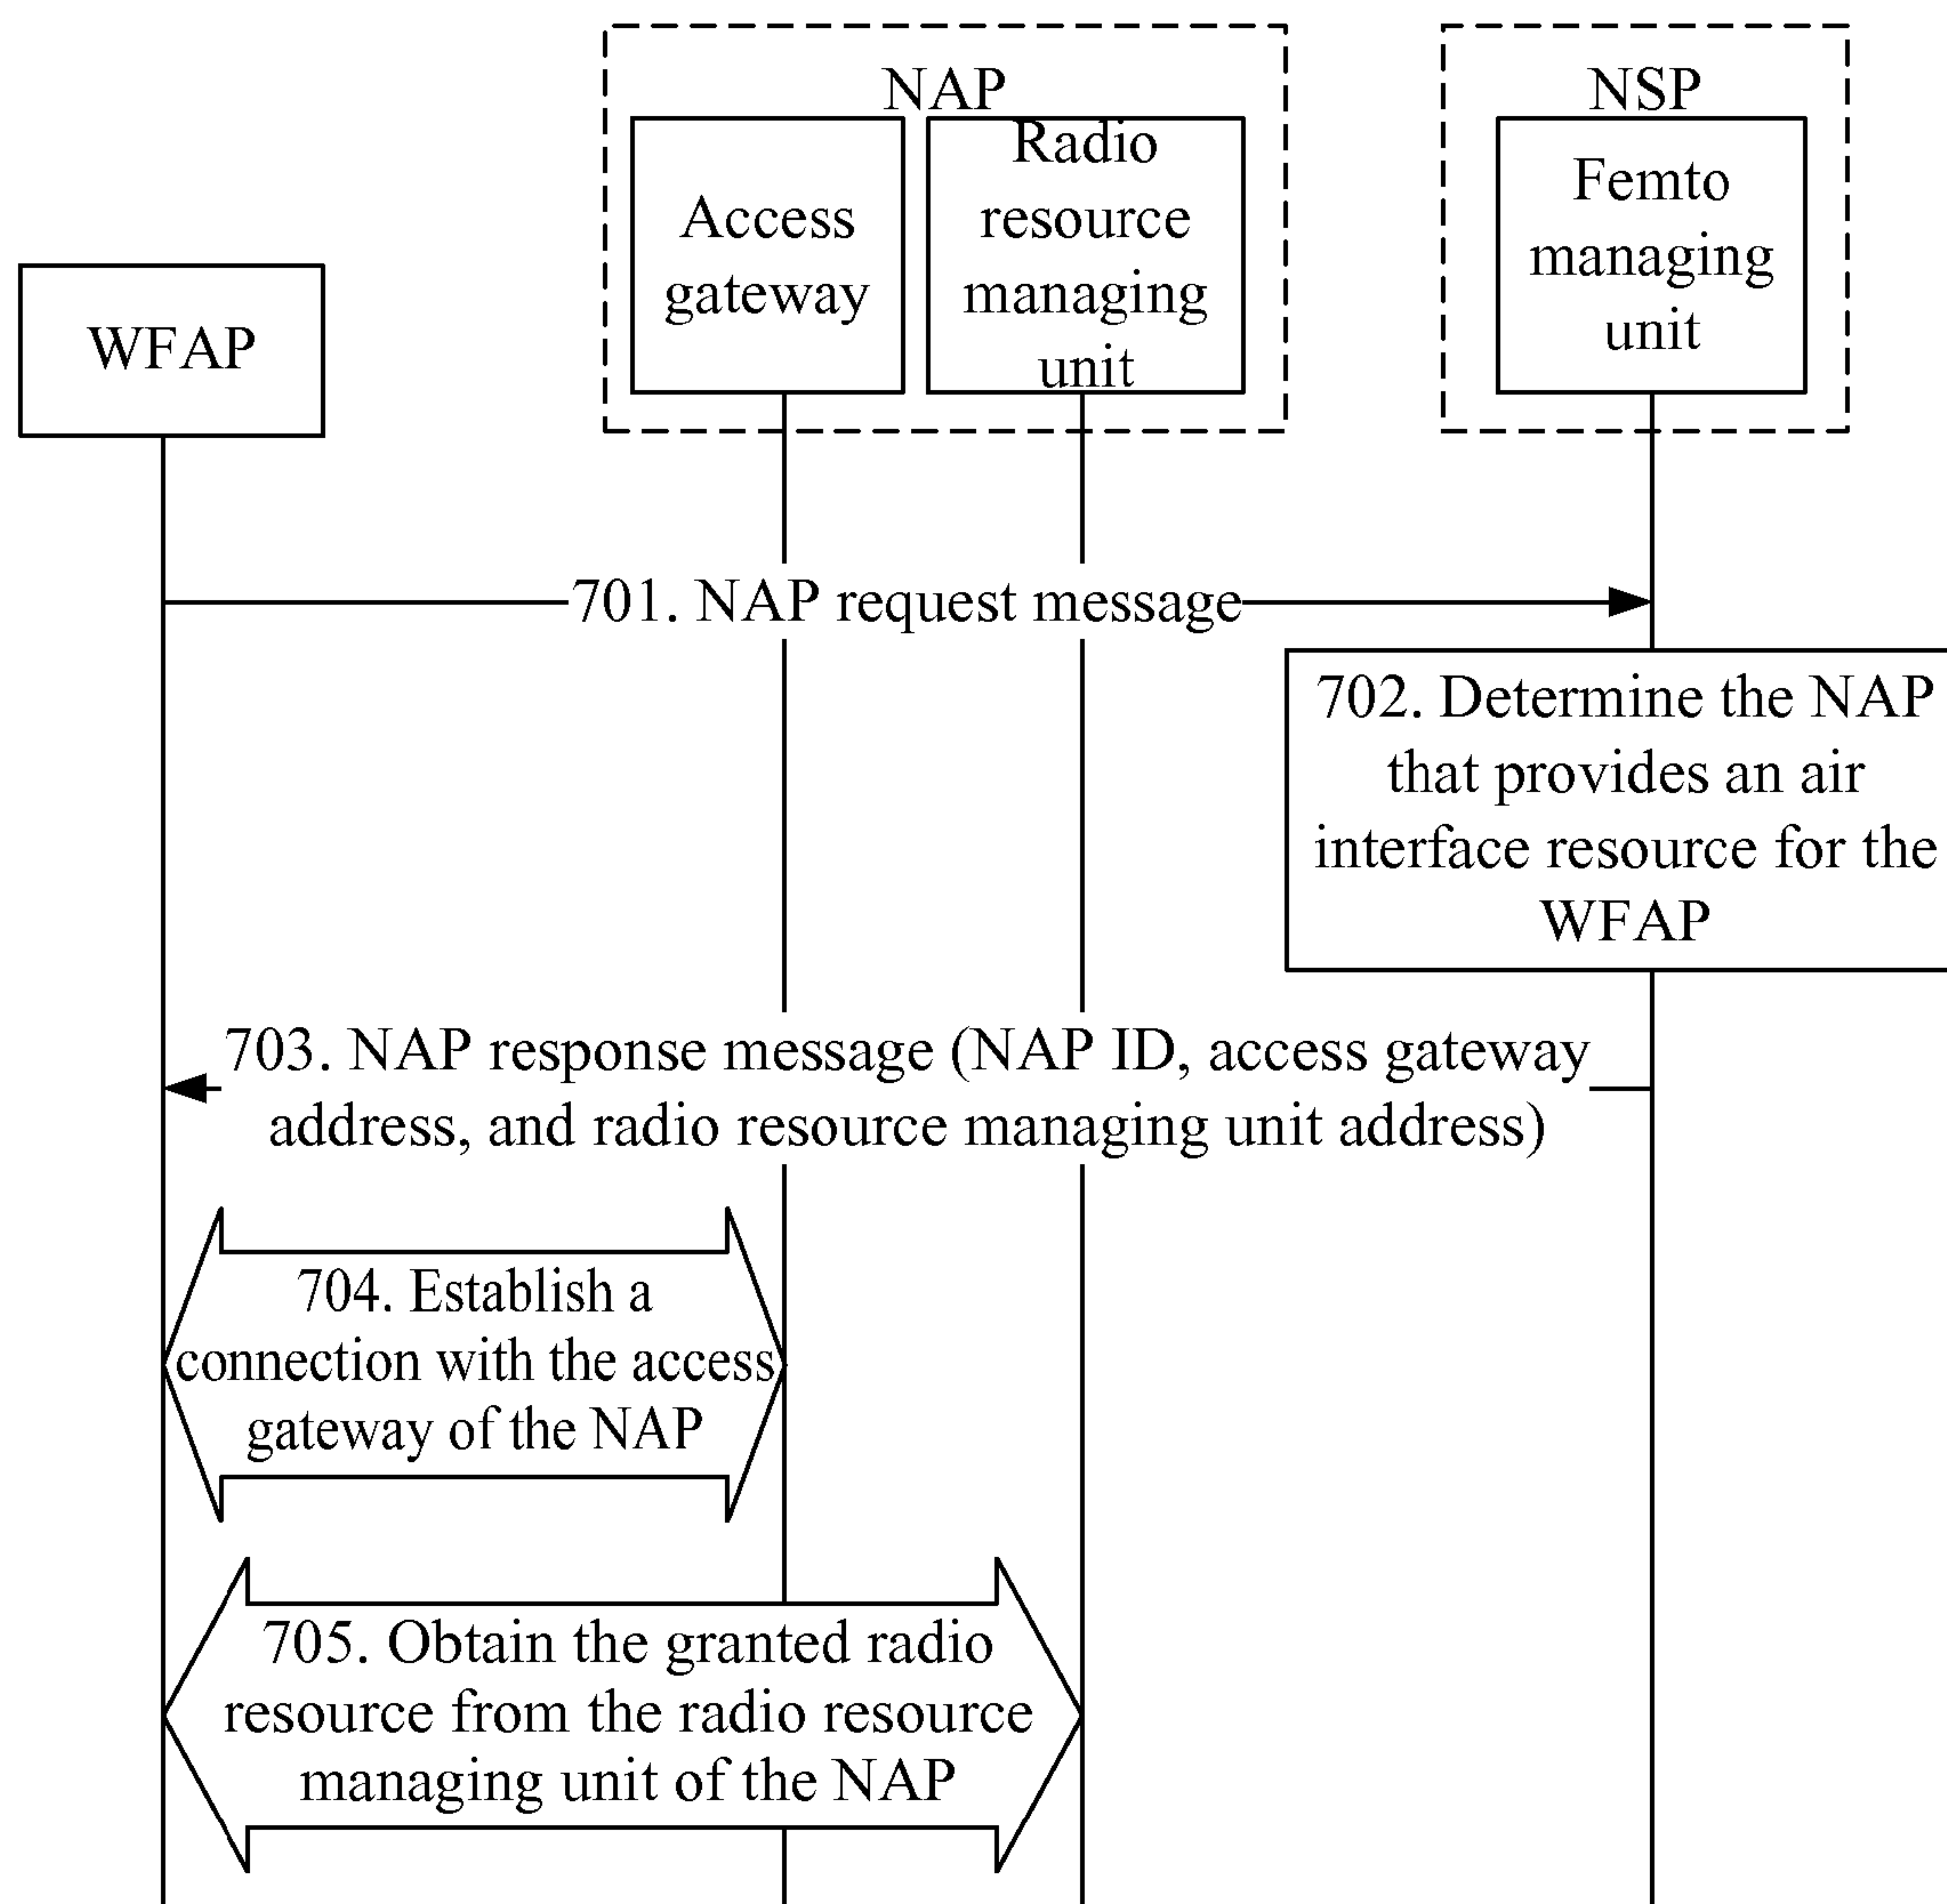 NAP
NSP
WFAP
Access
gateway
Radio
resource
managing
unit
Femto
managing
unit
701. NAP request message
702. Determine the NAP
that provides an air
interface resource for the
WFAP
703. NAP response message (NAP ID, access gateway
address, and radio resource managing unit address)
704. Establish a
connection with the access
gateway of the NAP
705. Obtain the granted radio
resource from the radio resource
managing unit of the NAP